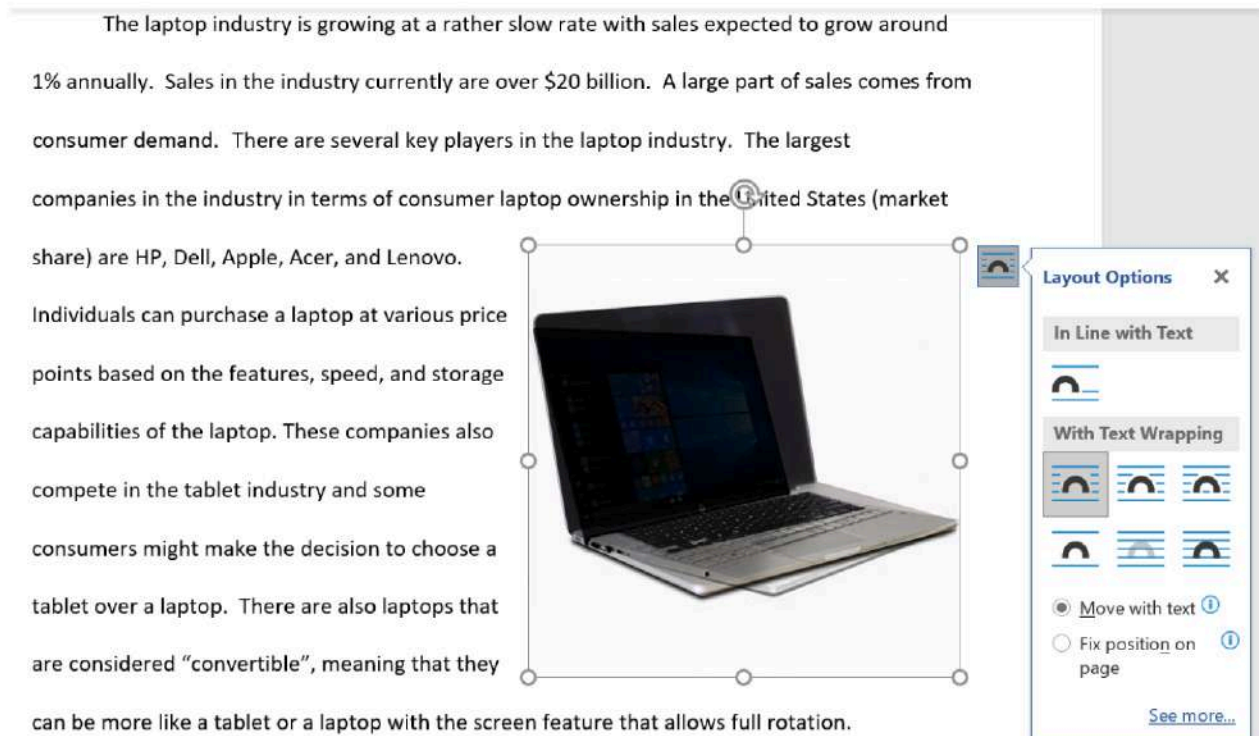 The laptop industry is growing at a rather slow rate with sales expected to grow around
1% annually.  Sales in the industry currently are over $20 billion.  A large part of sales comes from
consumer demand.  There are several key players in the laptop industry.  The largest
companies in the industry in terms of consumer laptop ownership in the United States (market
share) are HP, Dell, Apple, Acer, and Lenovo.
Individuals can purchase a laptop at various price
points based on the features, speed, and storage
capabilities of the laptop. These companies also
compete in the tablet industry and some
consumers might make the decision to choose a
tablet over a laptop.  There are also laptops that
are considered “convertible”, meaning that they
can be more like a tablet or a laptop with the screen feature that allows full rotation.
Layout Options
In Line with Text
With Text Wrapping
Move with text
Fix position on
page
See more...